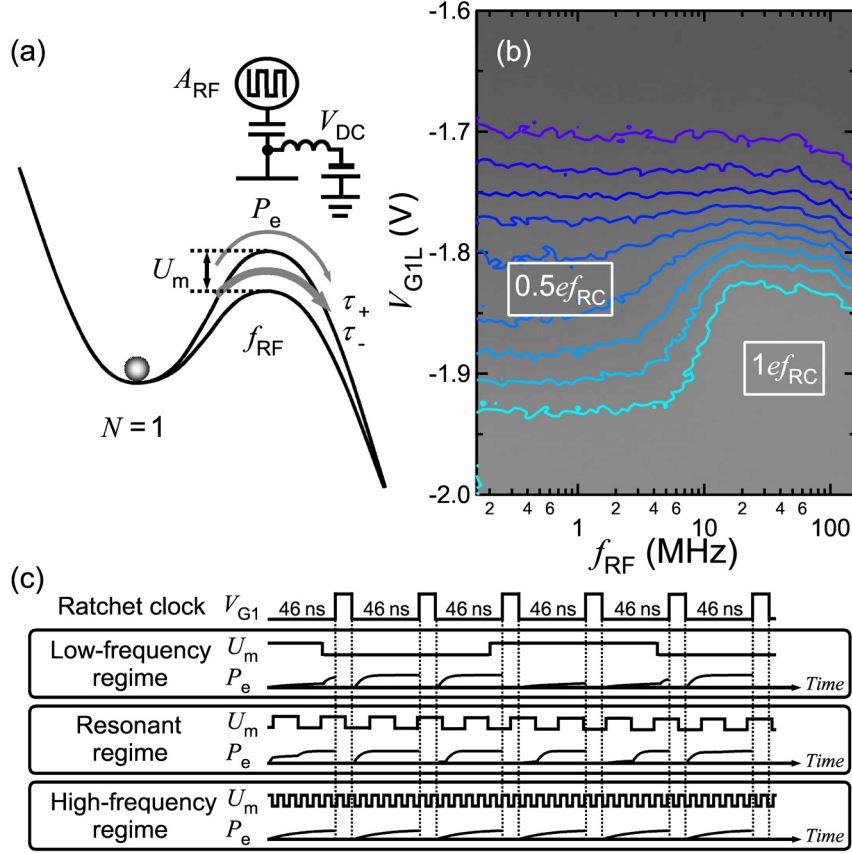 (a)
A_RF
V_DC
P_e
U_m
τ_+
τ_-
f_RF
N = 1
(b)
-1.6
-1.7
-1.8
-1.9
-2.0
V_G1L (V)
0.5ef_RC
1ef_RC
2 4 6 1 2 4 6 10 2 4 6 100
f_RF (MHz)
(c)
Ratchet clock V_G1 46 ns 46 ns 46 ns 46 ns 46 ns 46 ns
Low-frequency regime U_m
P_e Time
Resonant regime U_m
P_e Time
High-frequency regime U_m
P_e Time